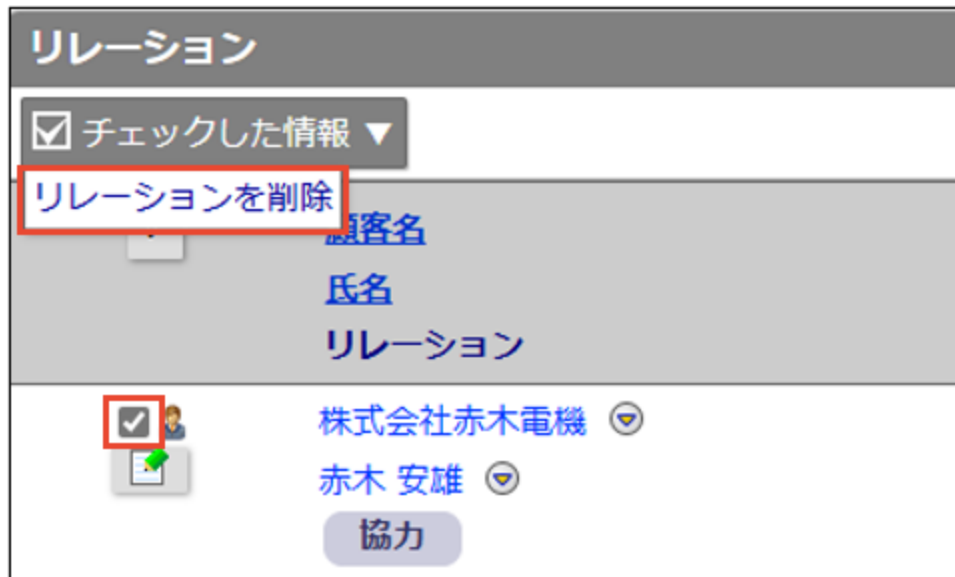 リレーション
チェックした情報 ▼
リレーションを削除
顧客名
氏名
リレーション
株式会社赤木電機
赤木 安雄
協力